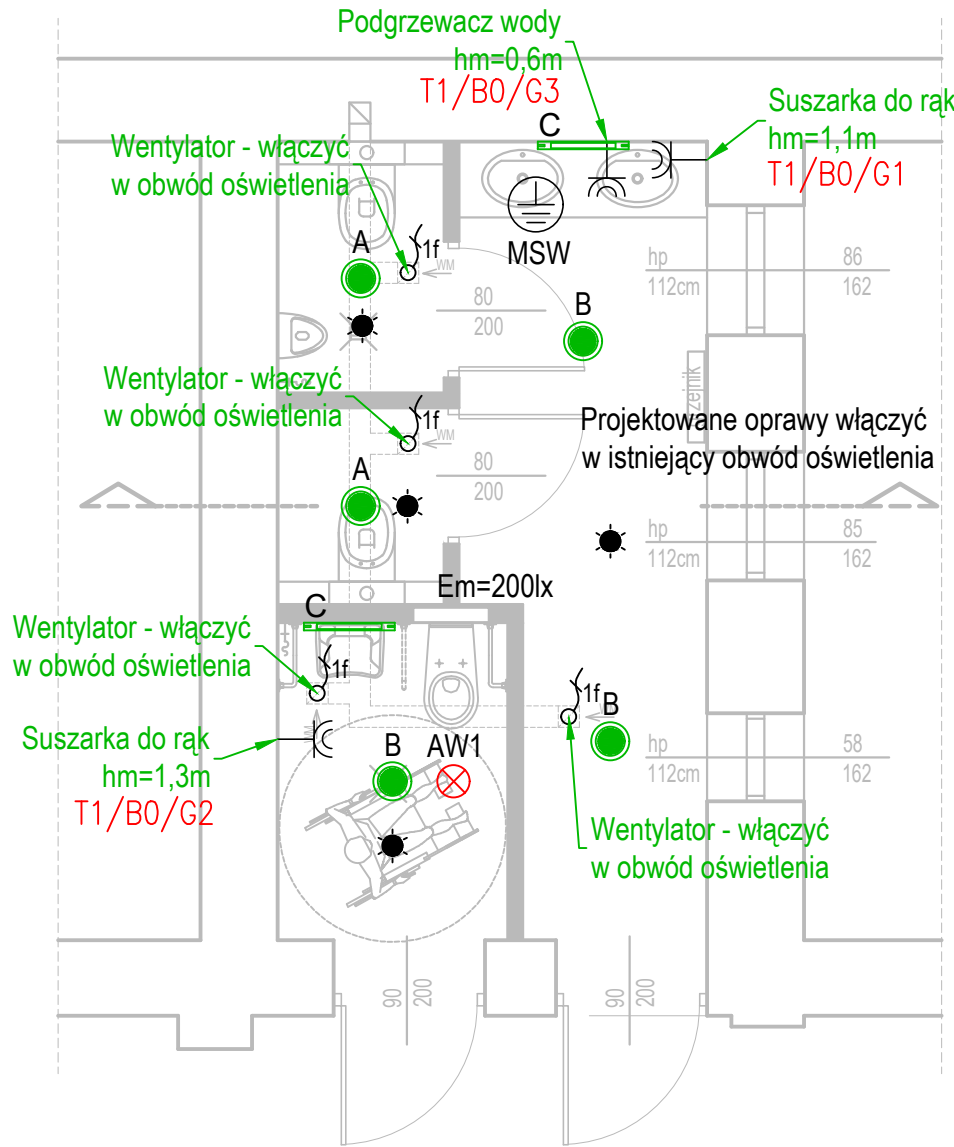 Podgrzewacz wody
hm=0,6m
T1/B0/G3
Suszarka do rąk
hm=1,1m
T1/B0/G1
C
Wentylator - włączyć
w obwód oświetlenia
A
1f
WM
MSW
hp
112cm
86
162
80
200
B
Wentylator - włączyć
w obwód oświetlenia
1f
WM
Projektowane oprawy włączyć
w istniejący obwód oświetlenia
80
200
A
hp
112cm
85
162
Em=200lx
C
Wentylator - włączyć
w obwód oświetlenia
1f
1f
B
Suszarka do rąk
hm=1,3m
T1/B0/G2
B
AW1
hp
112cm
58
162
Wentylator - włączyć
w obwód oświetlenia
90
200
90
200